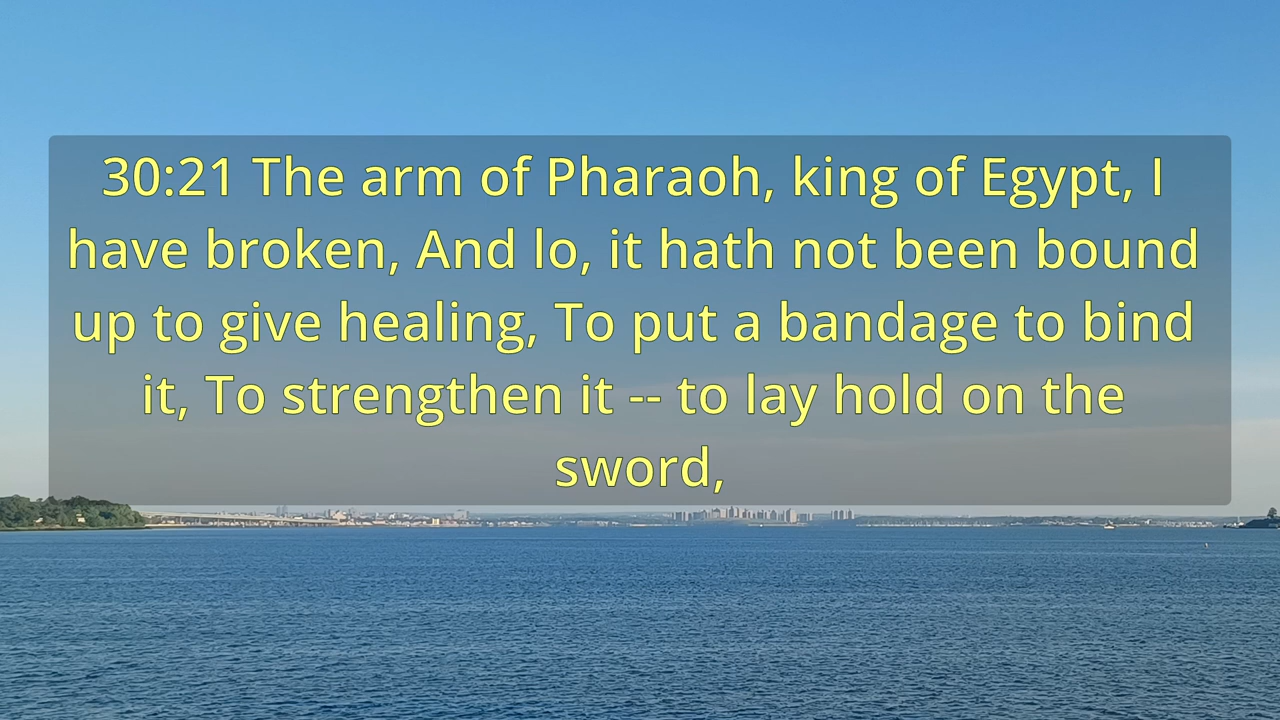 30:21 The arm of Pharaoh, king of Egypt, I
have broken, And lo, it hath not been bound
up to give healing, To put a bandage to bind
it, To strengthen it -- to lay hold on the
sword,